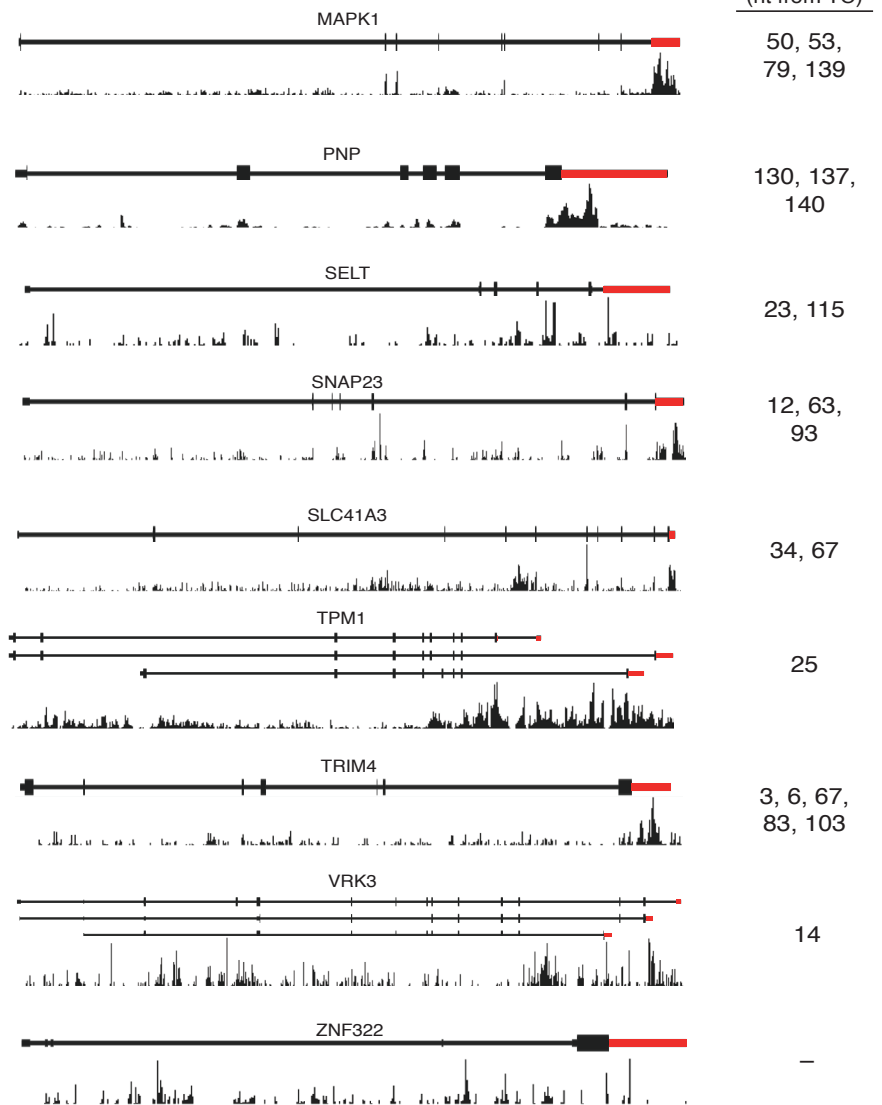 (nt from TC)
MAPK1
50, 53,
79, 139
PNP
130, 137,
140
SELT
23, 115
SNAP23
12, 63,
93
SLC41A3
34, 67
TPM1
25
TRIM4
3, 6, 67,
83, 103
VRK3
14
ZNF322
–